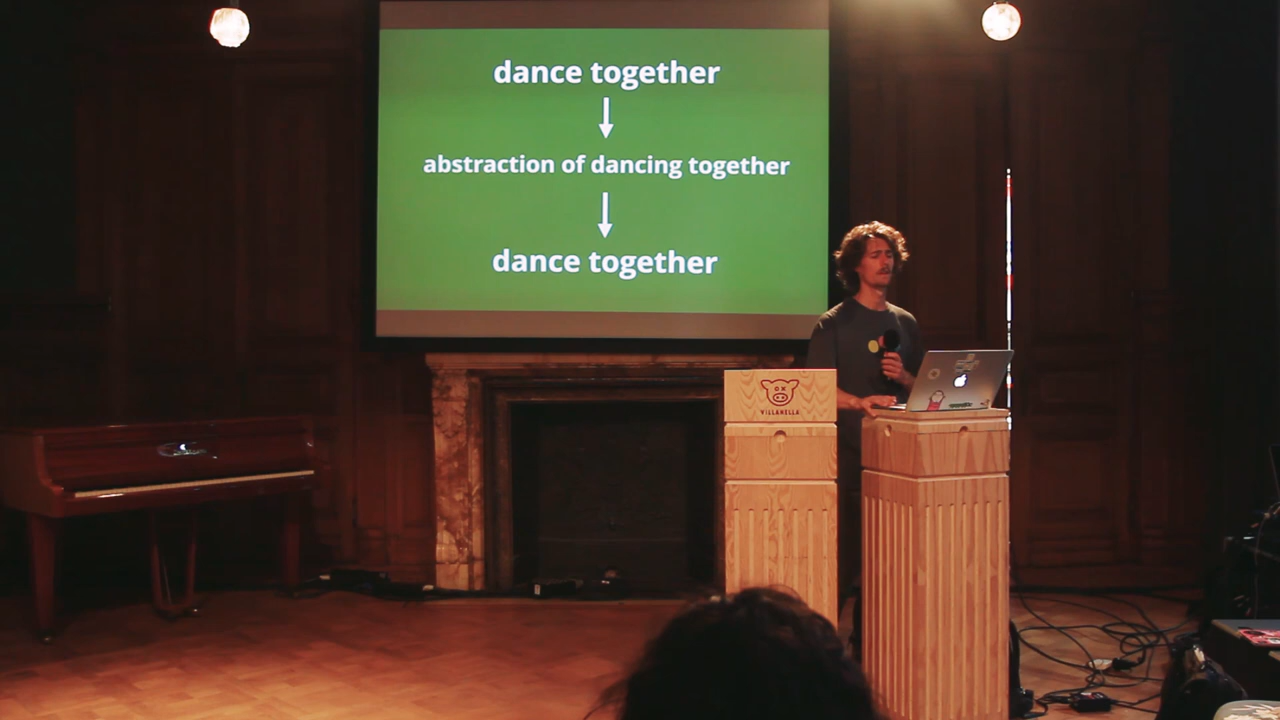 dance together
↓
abstraction of dancing together
↓
dance together
VILLANELLA